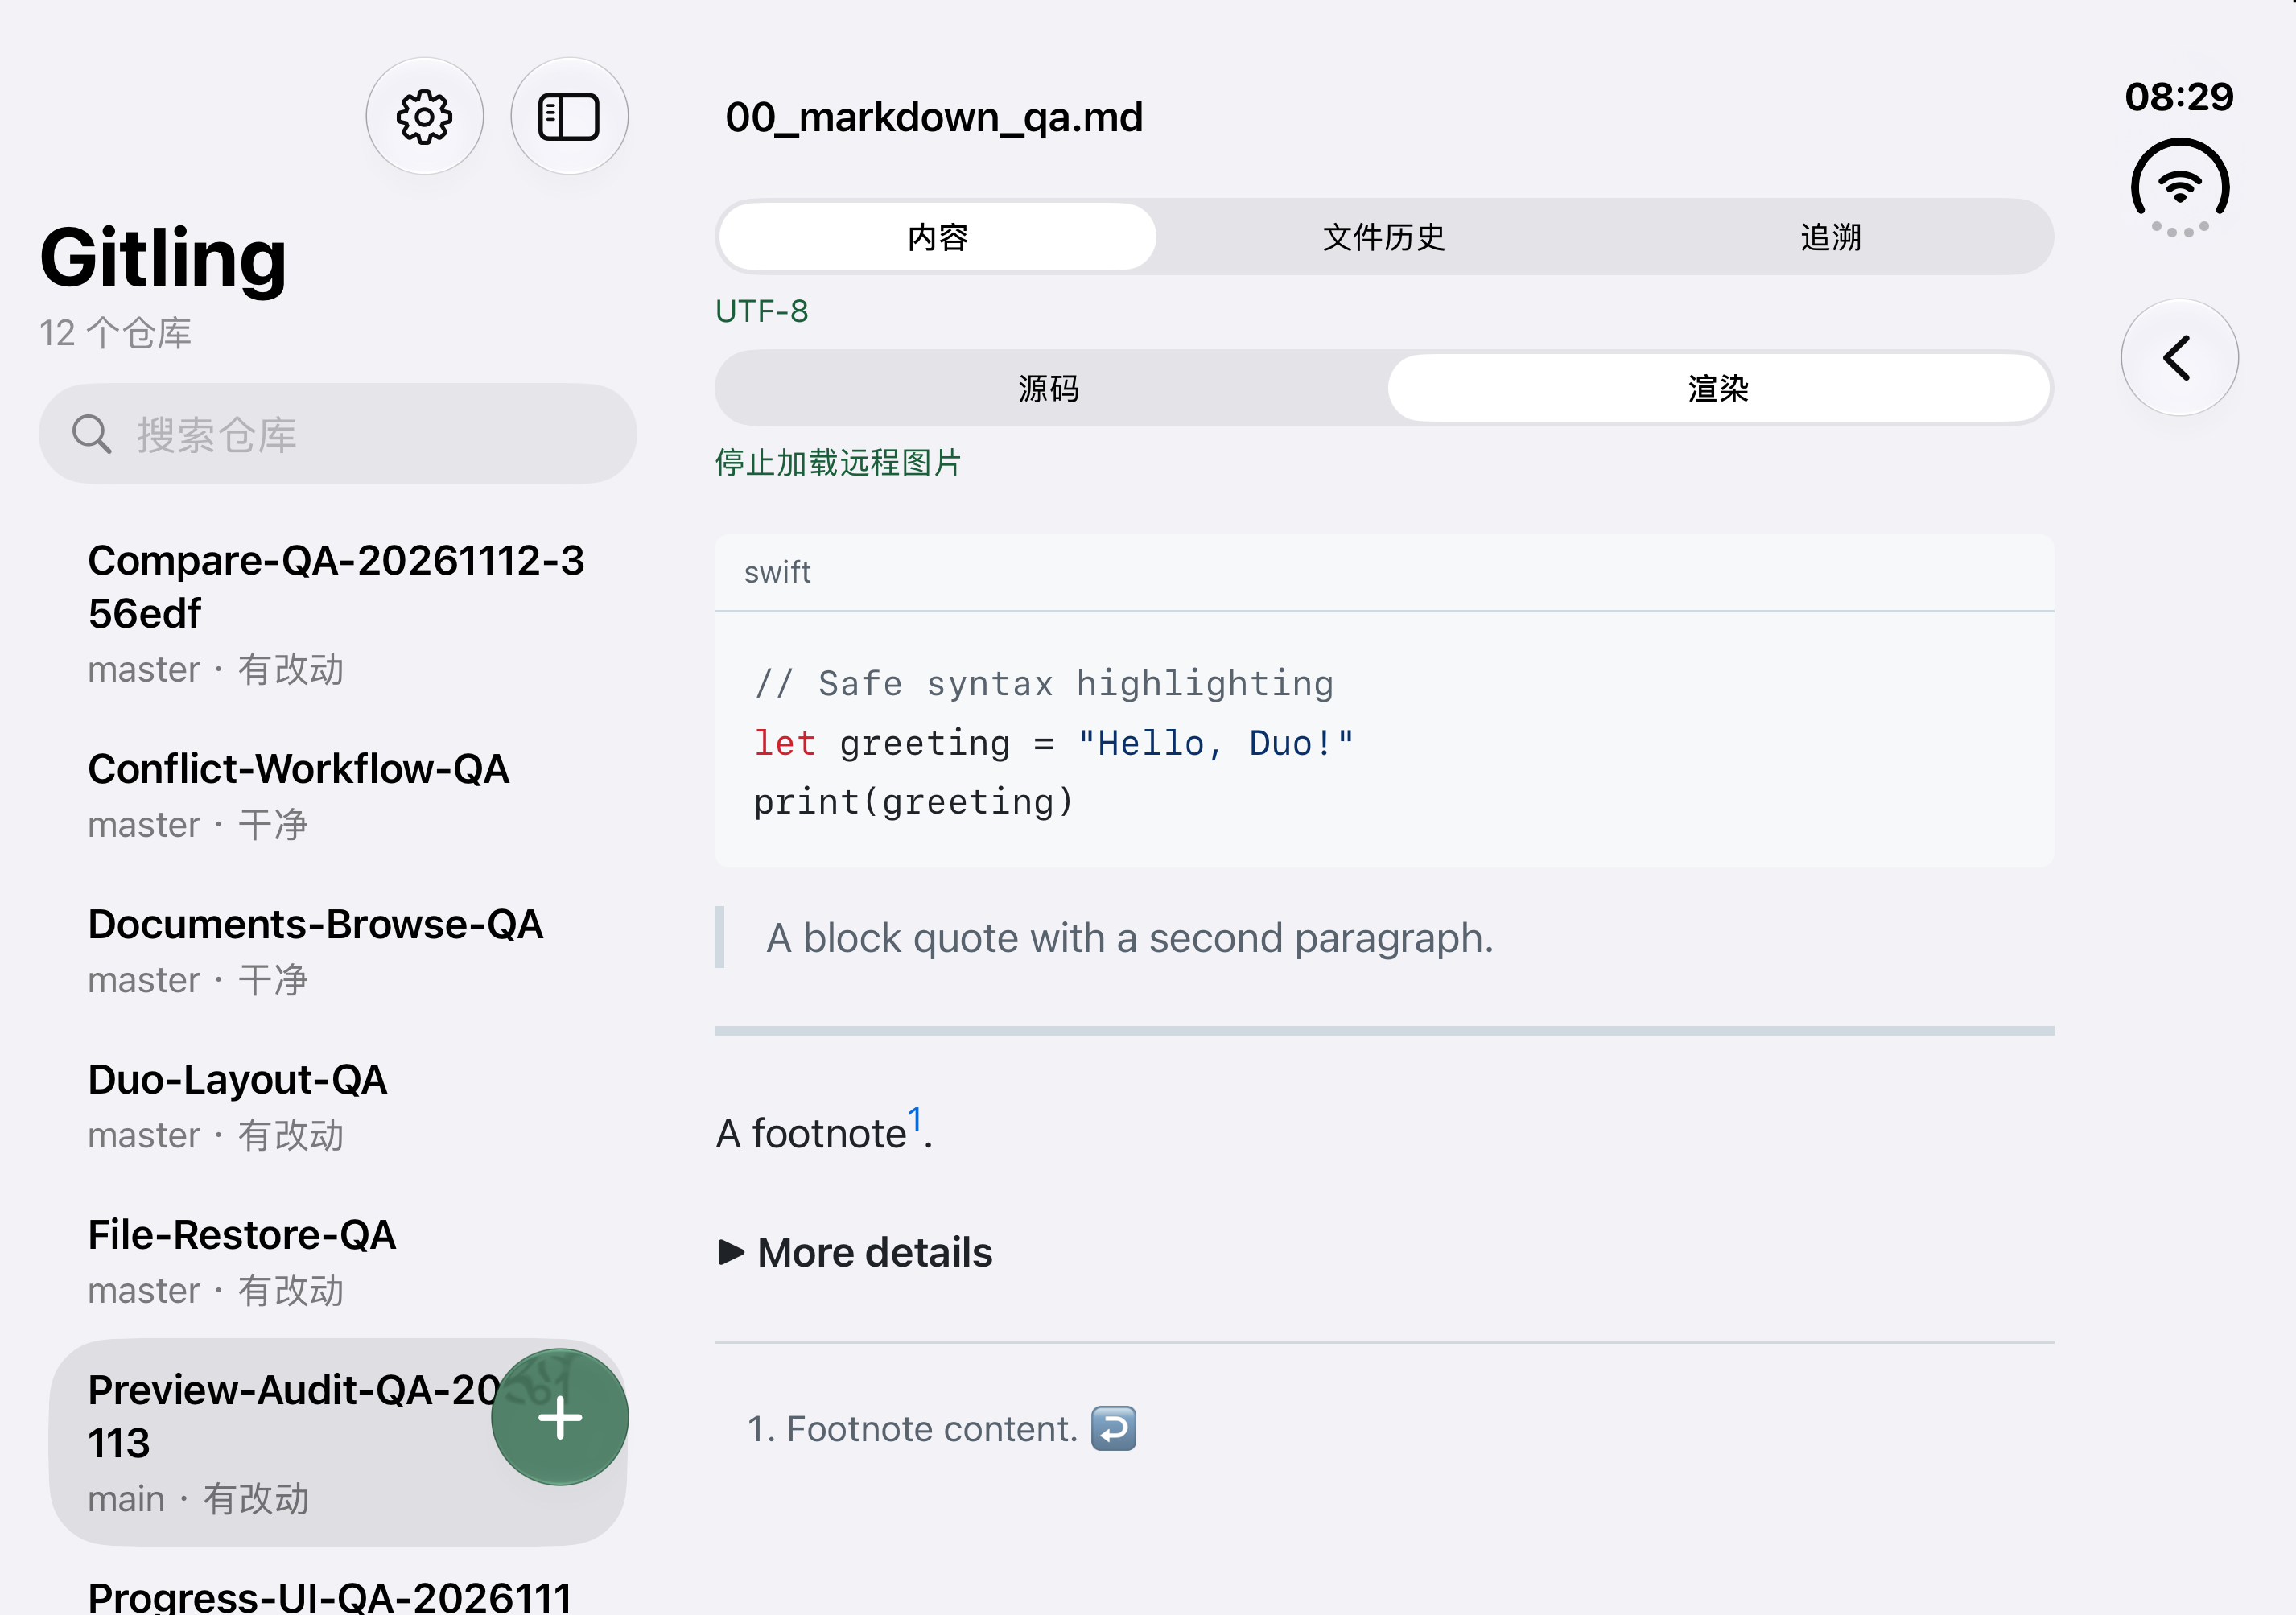 Gitling
12 个仓库
搜索仓库
Compare-QA-20261112-3
56edf
master · 有改动
Conflict-Workflow-QA
master · 干净
Documents-Browse-QA
master · 干净
Duo-Layout-QA
master · 有改动
File-Restore-QA
master · 有改动
Preview-Audit-QA-20261
113
main · 有改动
Progress-UI-QA-2026111
00_markdown_qa.md
内容
文件历史
追溯
UTF-8
源码
渲染
停止加载远程图片
swift
// Safe syntax highlighting
let greeting = "Hello, Duo!"
print(greeting)
A block quote with a second paragraph.
A footnote1.
More details
1. Footnote content. ↩
08:29